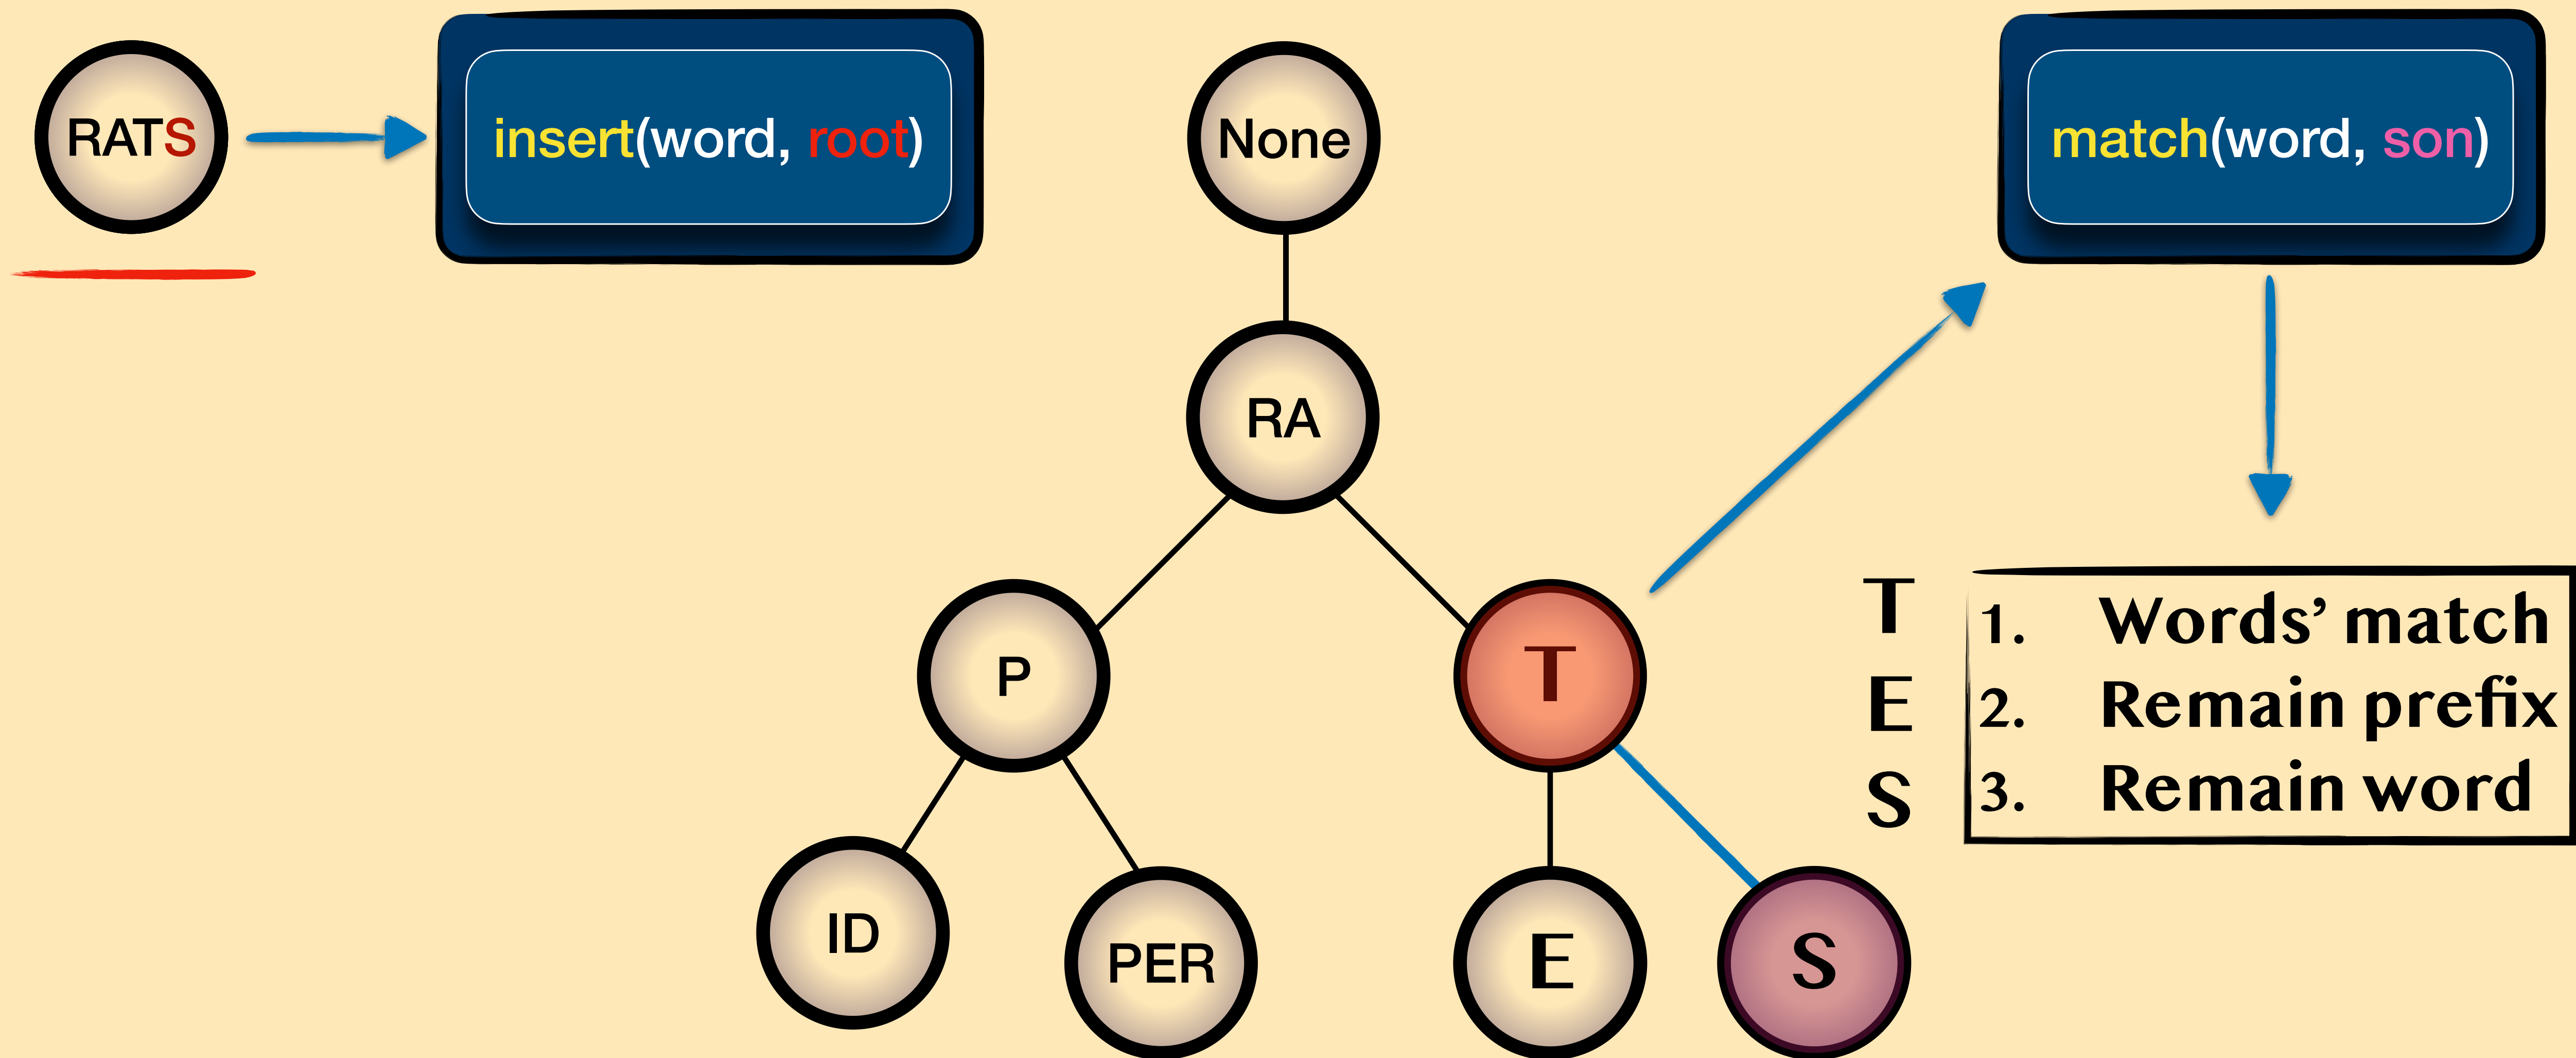 RATS
insert(word, root)
None
match(word, son)
RA
P
T
T
E
S
1. Words’ match
2. Remain prefix
3. Remain word
ID
PER
E
S